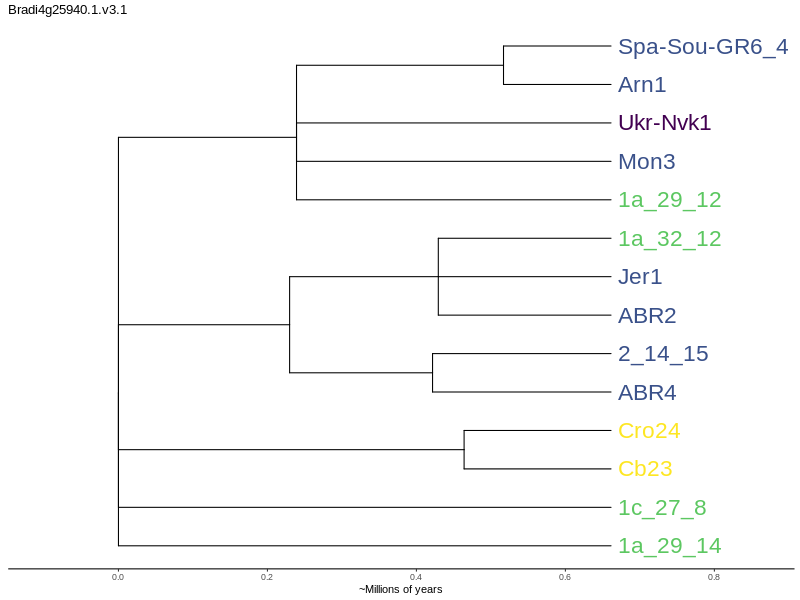 Bradi4g25940.1.v3.1
Spa-Sou-GR6_4
Arn1
Ukr-Nvk1
Mon3
1a_29_12
1a_32_12
Jer1
ABR2
2_14_15
ABR4
Cro24
Cb23
1c_27_8
1a_29_14
0.0 0.2 0.4 0.6 0.8
~Millions of years